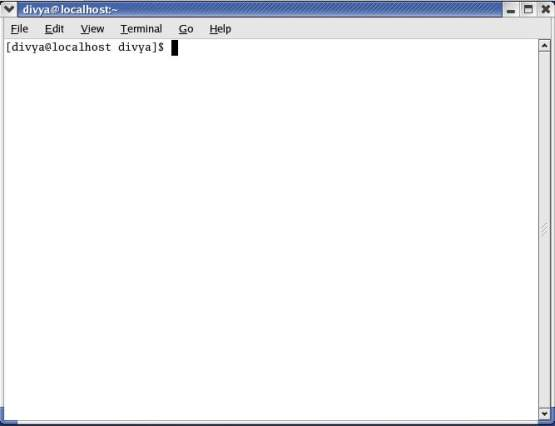 divya@localhost:~
File Edit View Terminal Go Help
[divya@localhost divya]$